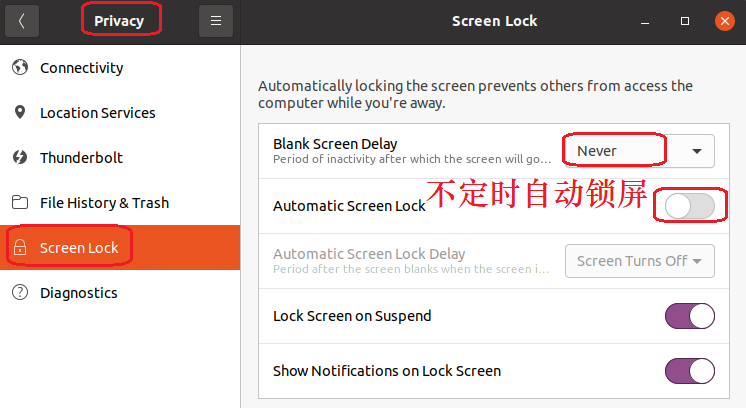 Privacy
Screen Lock
Connectivity
Location Services
Thunderbolt
File History & Trash
Screen Lock
Diagnostics
Automatically locking the screen prevents others from access the
computer while you're away.
Blank Screen Delay
Period of inactivity after which the screen will go…
Never
Automatic Screen Lock
不定时自动锁屏
Automatic Screen Lock Delay
Period after the screen blanks when the screen i…
Screen Turns Off
Lock Screen on Suspend
Show Notifications on Lock Screen